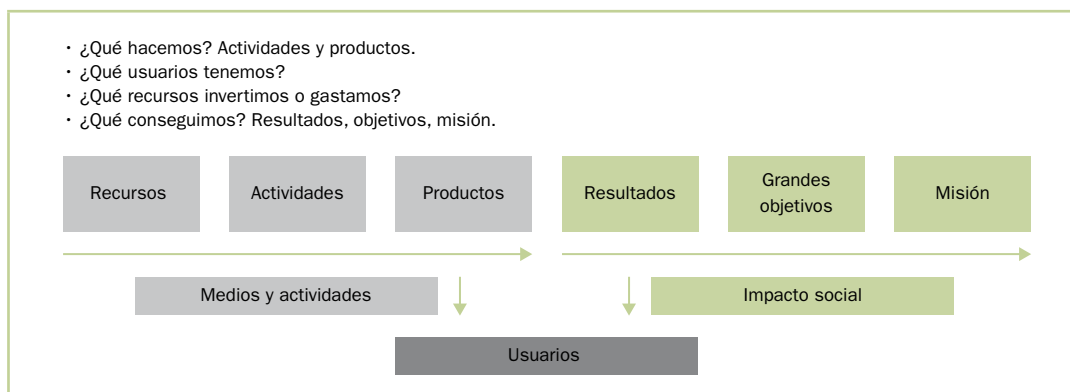 · ¿Qué hacemos? Actividades y productos.
· ¿Qué usuarios tenemos?
· ¿Qué recursos invertimos o gastamos?
· ¿Qué conseguimos? Resultados, objetivos, misión.
Recursos
Actividades
Productos
Resultados
Grandes
objetivos
Misión
Medios y actividades
Impacto social
Usuarios